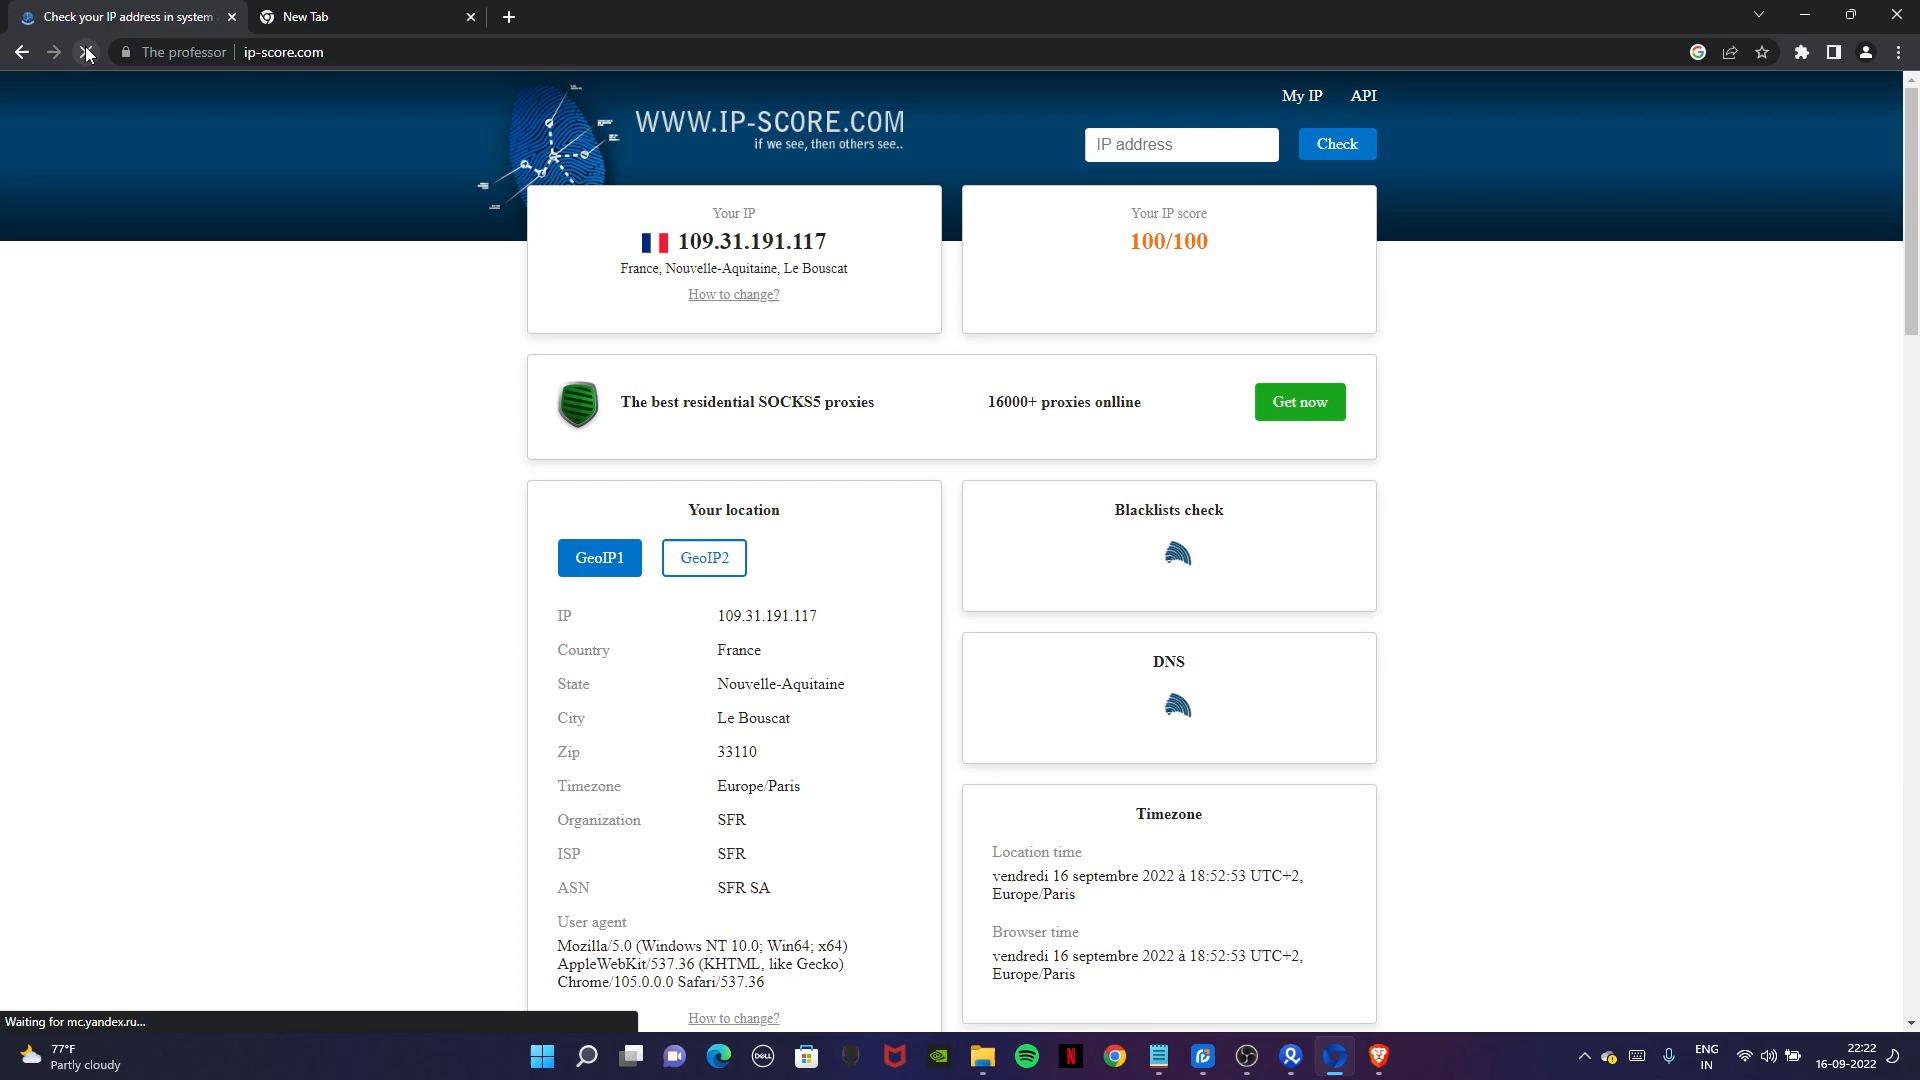 Check your IP address in system
New Tab
The professor
ip-score.com
My IP
API
WWW.IP-SCORE.COM
if we see, then others see..
IP address
Check
Your IP
109.31.191.117
France, Nouvelle-Aquitaine, Le Bouscat
How to change?
Your IP score
100/100
The best residential SOCKS5 proxies
16000+ proxies onlline
Get now
Your location
GeoIP1
GeoIP2
IP 109.31.191.117
Country France
State Nouvelle-Aquitaine
City Le Bouscat
Zip 33110
Timezone Europe/Paris
Organization SFR
ISP SFR
ASN SFR SA
User agent
Mozilla/5.0 (Windows NT 10.0; Win64; x64)
AppleWebKit/537.36 (KHTML, like Gecko)
Chrome/105.0.0.0 Safari/537.36
How to change?
Blacklists check
DNS
Timezone
Location time
vendredi 16 septembre 2022 à 18:52:53 UTC+2,
Europe/Paris
Browser time
vendredi 16 septembre 2022 à 18:52:53 UTC+2,
Europe/Paris
Waiting for mc.yandex.ru...
77°F
Partly cloudy
DELL
ENG
IN
22:22
16-09-2022